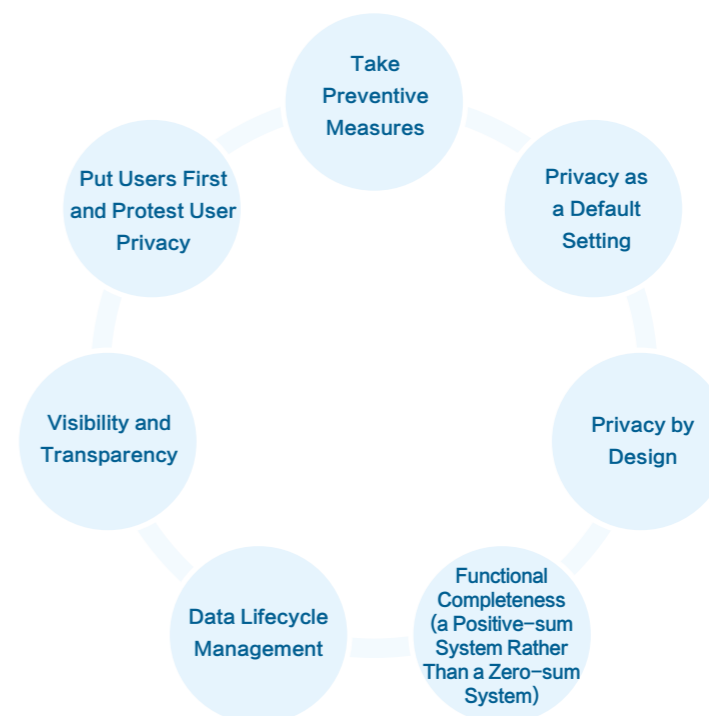 Take
Preventive
Measures
Privacy as
a Default
Setting
Privacy by
Design
Functional
Completeness
(a Positive-sum
System Rather
Than a Zero-sum
System)
Data Lifecycle
Management
Visibility and
Transparency
Put Users First
and Protest User
Privacy